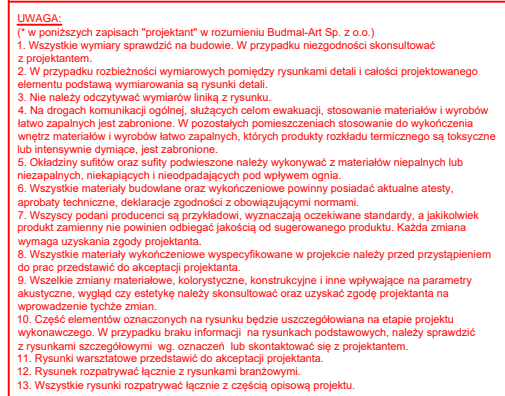 UWAGA:
(* w poniższych zapisach "projektant" w rozumieniu Budmal-Art Sp. z o.o.)
1. Wszystkie wymiary sprawdzić na budowie. W przypadku niezgodności skonsultować
z projektantem.
2. W przypadku rozbieżności wymiarowych pomiędzy rysunkami detali i całości projektowanego
elementu podstawą wymiarowania są rysunki detali.
3. Nie należy odczytywać wymiarów liniką z rysunku.
4. Na drogach komunikacji ogólnej, służących celom ewakuacji, stosowanie materiałów i wyrobów
łatwo zapalnych jest zabronione. W pozostałych pomieszczeniach stosowanie do wykończenia
wnętrz materiałów i wyrobów łatwo zapalnych, których produkty rozkładu termicznego są toksyczne
lub intensywnie dymiące, jest zabronione.
5. Okładziny sufitów oraz sufity podwieszone należy wykonywać z materiałów niepalnych lub
niezapalnych, niekapiących i nieodpadających pod wpływem ognia.
6. Wszystkie materiały budowlane oraz wykończeniowe powinny posiadać aktualne atesty,
aprobaty techniczne, deklaracje zgodności z obowiązującymi normami.
7. Wszyscy podani producenci są przykładowi, wyznaczają oczekiwane standardy, a jakikolwiek
produkt zamienny nie powinien odbiegać jakością od sugerowanego produktu. Każda zmiana
wymaga uzyskania zgody projektanta.
8. Wszystkie materiały wykończeniowe wyspecyfikowane w projekcie należy przed przystąpieniem
do prac przedstawić do akceptacji projektanta.
9. Wszelkie zmiany materiałowe, kolorystyczne, konstrukcyjne i inne wpływające na parametry
akustyczne, wygląd czy estetykę należy skonsultować oraz uzyskać zgodę projektanta na
wprowadzenie tychże zmian.
10. Część elementów oznaczonych na rysunku będzie uszczegóławiana na etapie projektu
wykonawczego. W przypadku braku informacji na rysunkach podstawowych, należy sprawdzić
z rysunkami szczegółowymi wg. oznaczeń lub skontaktować się z projektantem.
11. Rysunki warsztatowe przedstawić do akceptacji projektanta.
12. Rysunek rozpatrywać łącznie z rysunkami branżowymi.
13. Wszystkie rysunki rozpatrywać łącznie z częścią opisową projektu.